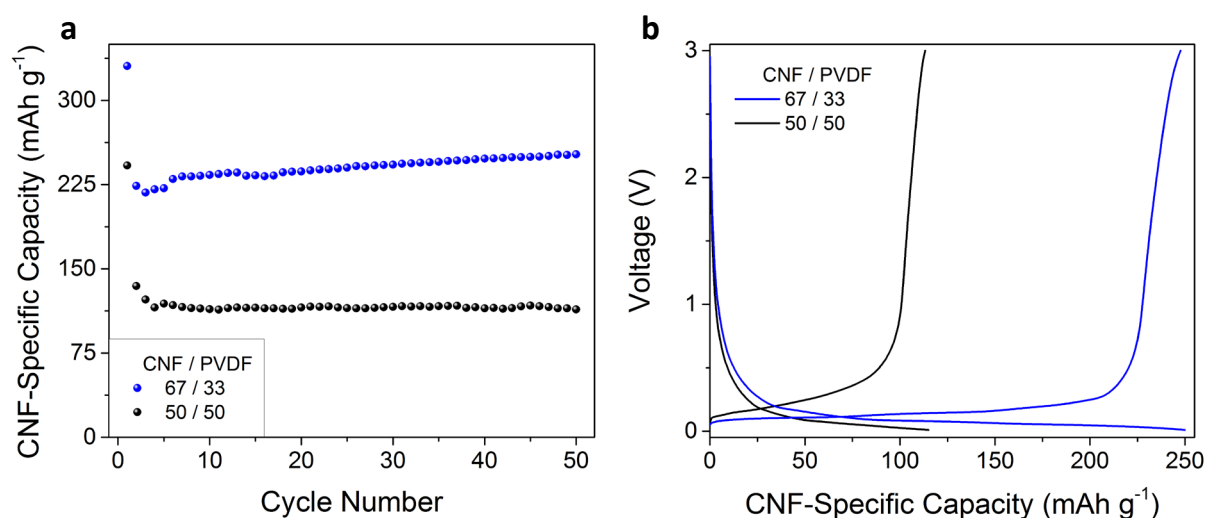 a
CNF-Specific Capacity (mAh g⁻¹)
300
225
150
75
0
CNF / PVDF
67 / 33
50 / 50
0
10
20
30
40
50
Cycle Number
b
Voltage (V)
3
2
1
0
CNF / PVDF
67 / 33
50 / 50
0
50
100
150
200
250
CNF-Specific Capacity (mAh g⁻¹)